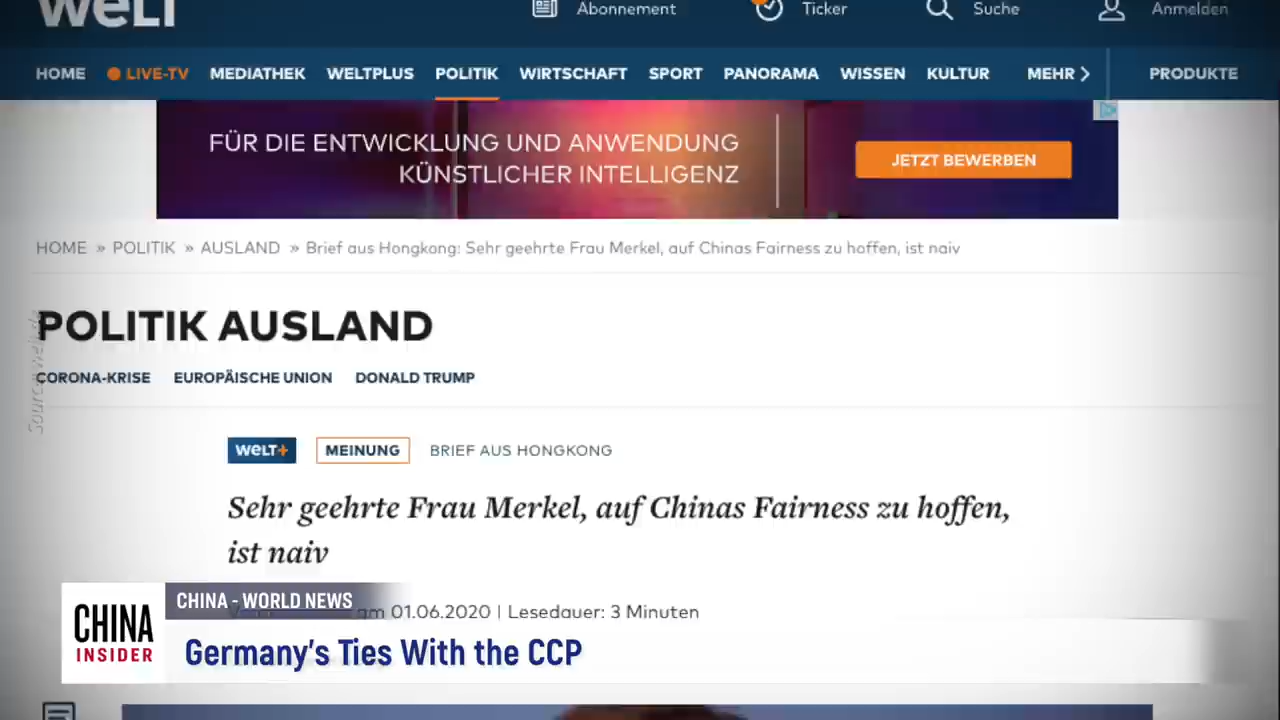 WELT
Abonnement
Ticker
Suche
Anmelden
HOME LIVE-TV MEDIATHEK WELTPLUS POLITIK WIRTSCHAFT SPORT PANORAMA WISSEN KULTUR MEHR PRODUKTE
FÜR DIE ENTWICKLUNG UND ANWENDUNG
KÜNSTLICHER INTELLIGENZ
JETZT BEWERBEN
HOME » POLITIK » AUSLAND » Brief aus Hongkong: Sehr geehrte Frau Merkel, auf Chinas Fairness zu hoffen, ist naiv
POLITIK AUSLAND
CORONA-KRISE EUROPÄISCHE UNION DONALD TRUMP
WELT+ MEINUNG BRIEF AUS HONGKONG
Sehr geehrte Frau Merkel, auf Chinas Fairness zu hoffen,
ist naiv
am 01.06.2020 | Lesedauer: 3 Minuten
CHINA
INSIDER
CHINA - WORLD NEWS
Germany's Ties With the CCP